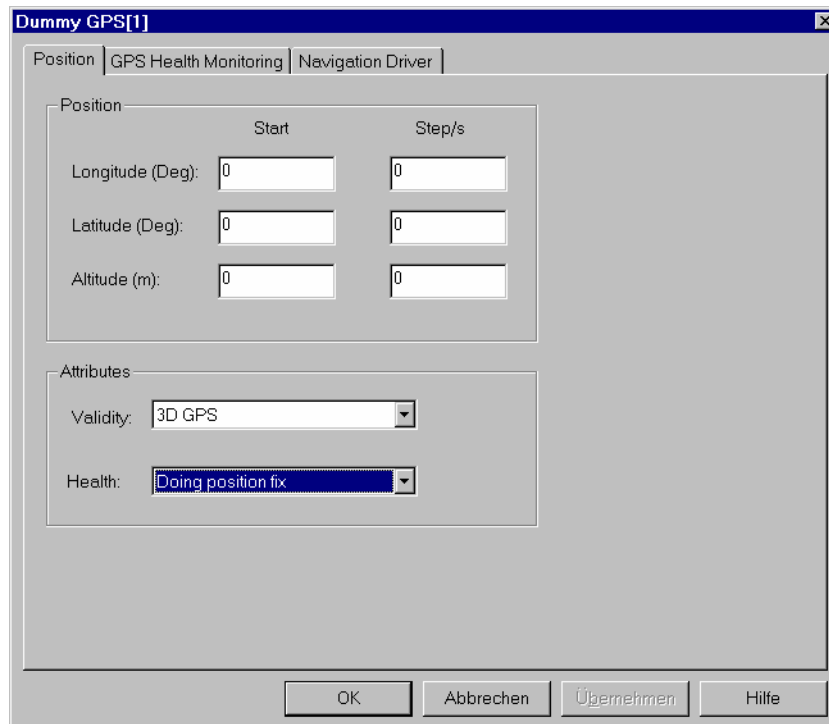 Dummy GPS[1]
Position GPS Health Monitoring Navigation Driver
Position
Start Step/s
Longitude (Deg): 0 0
Latitude (Deg): 0 0
Altitude (m): 0 0
Attributes
Validity: 3D GPS
Health: Doing position fix
OK Abbrechen Übernehmen Hilfe